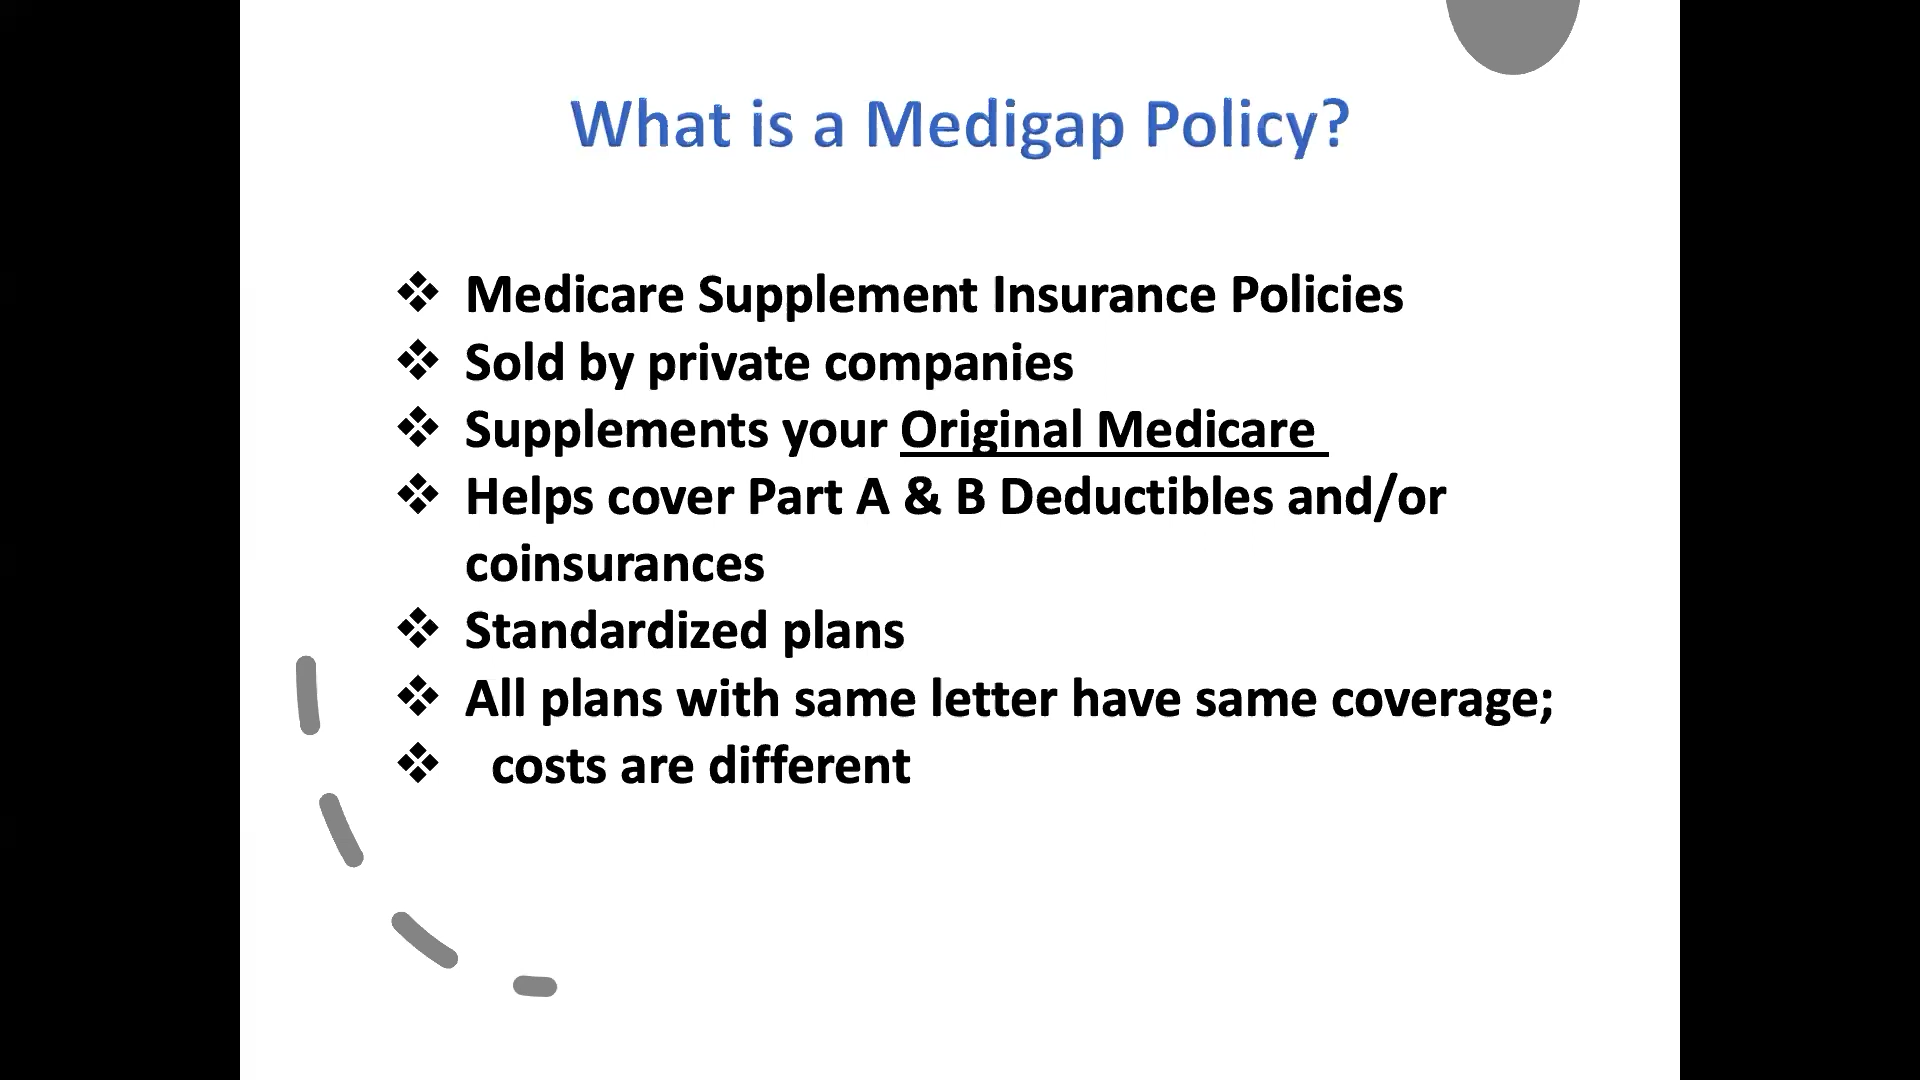 What is a Medigap Policy?
❖ Medicare Supplement Insurance Policies
❖ Sold by private companies
❖ Supplements your Original Medicare
❖ Helps cover Part A & B Deductibles and/or
coinsurances
❖ Standardized plans
❖ All plans with same letter have same coverage;
❖ costs are different